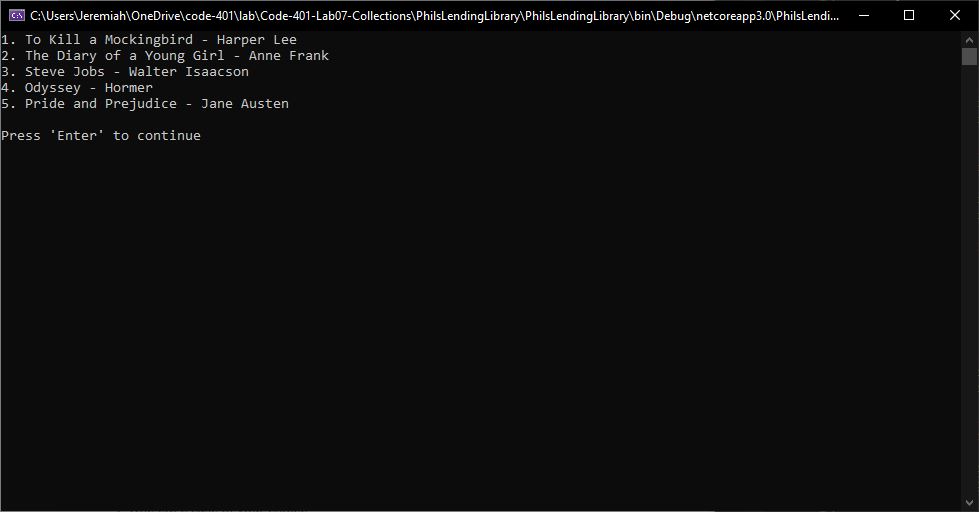 C:\Users\Jeremiah\OneDrive\code-401\lab\Code-401-Lab07-Collections\PhilsLendingLibrary\PhilsLendingLibrary\bin\Debug\netcoreapp3.0\PhilsLendi...
1. To Kill a Mockingbird - Harper Lee
2. The Diary of a Young Girl - Anne Frank
3. Steve Jobs - Walter Isaacson
4. Odyssey - Hormer
5. Pride and Prejudice - Jane Austen
Press 'Enter' to continue